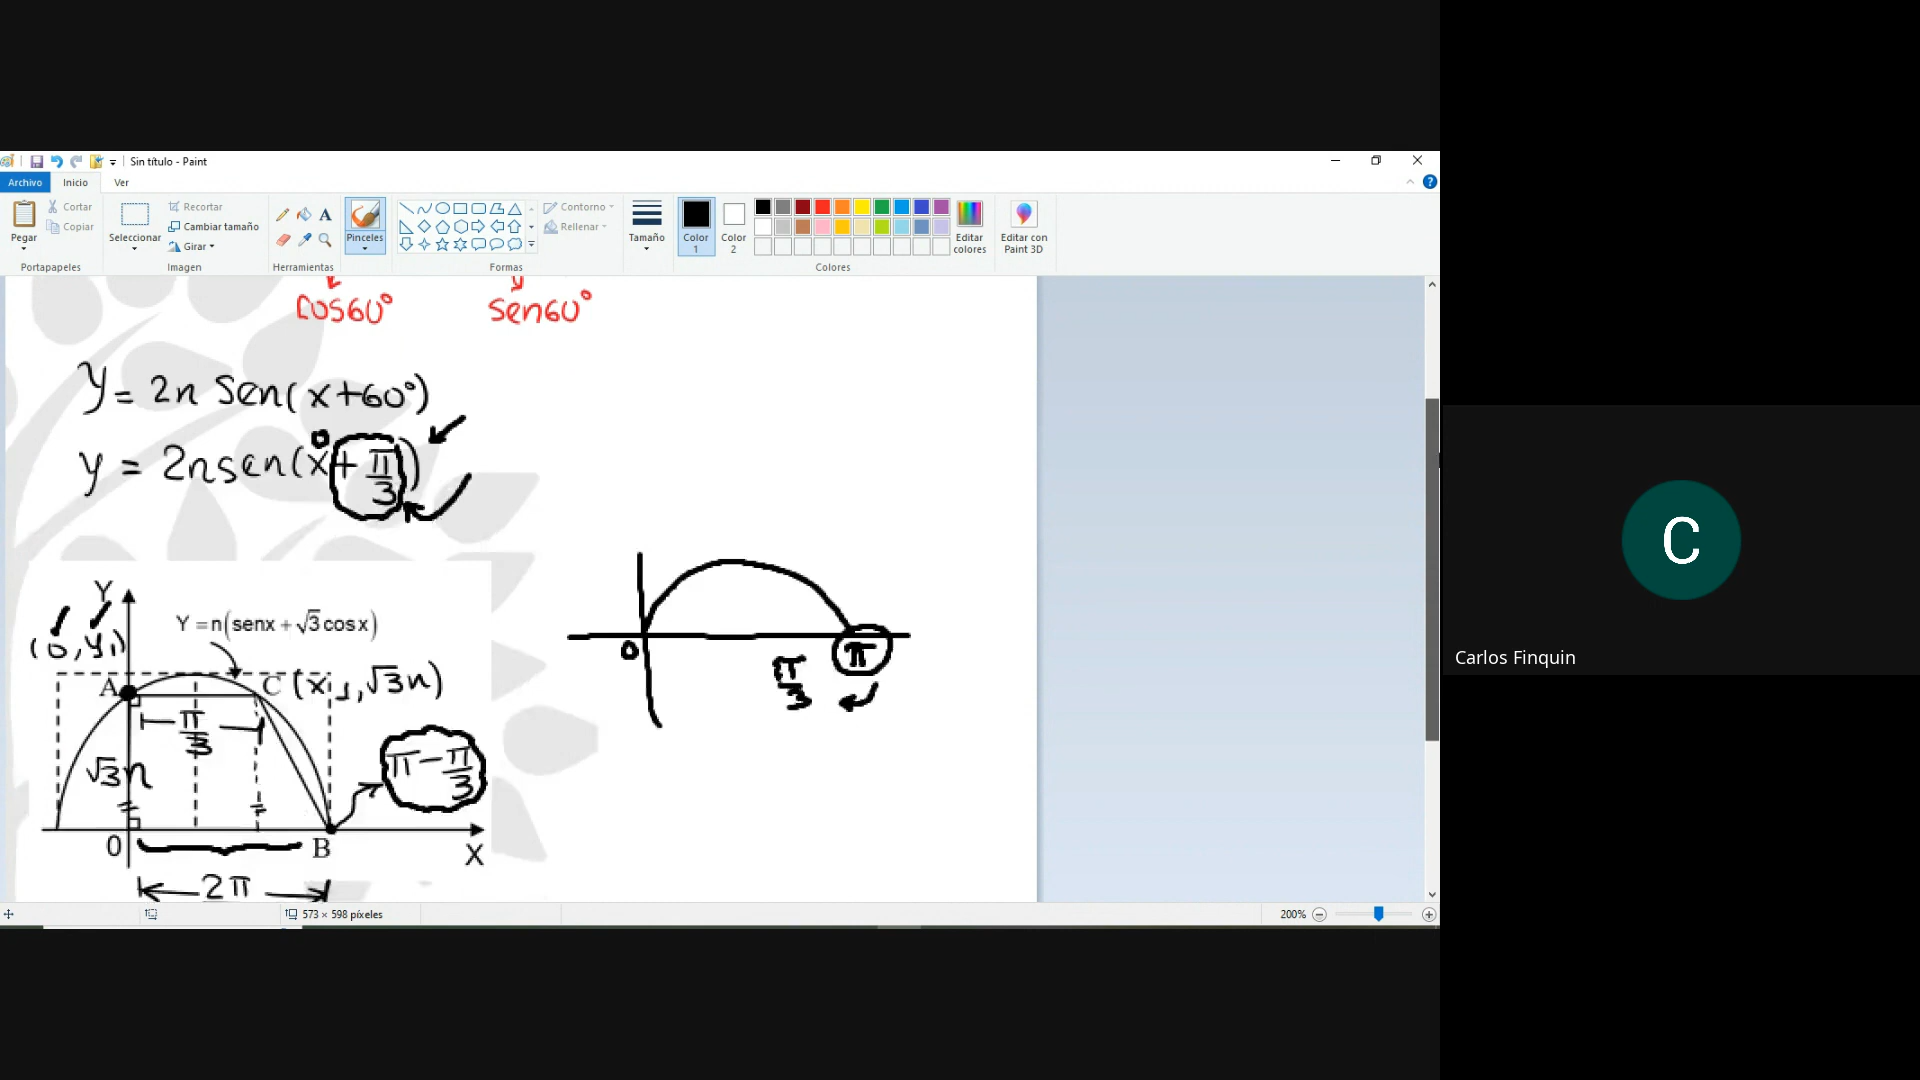 Sin título - Paint
Archivo Inicio Ver
Pegar
Cortar
Copiar
Portapapeles
Seleccionar
Recortar
Cambiar tamaño
Girar
Imagen
A
Herramientas
Pinceles
Formas
Contorno
Rellenar
Tamaño
Color 1
Color 2
Colores
Editar colores
Editar con Paint 3D
cos60° sen60°
y = 2n sen(x+60°)
0
y = 2nsen(x+π/3)
Y
(0, y1)
Y = n(senx + √3cosx)
A C (x1, √3n)
π/3
√3n
π-π/3
0 B X
2π
0 π
π/3
573 × 598 píxeles
200%
C
Carlos Finquin